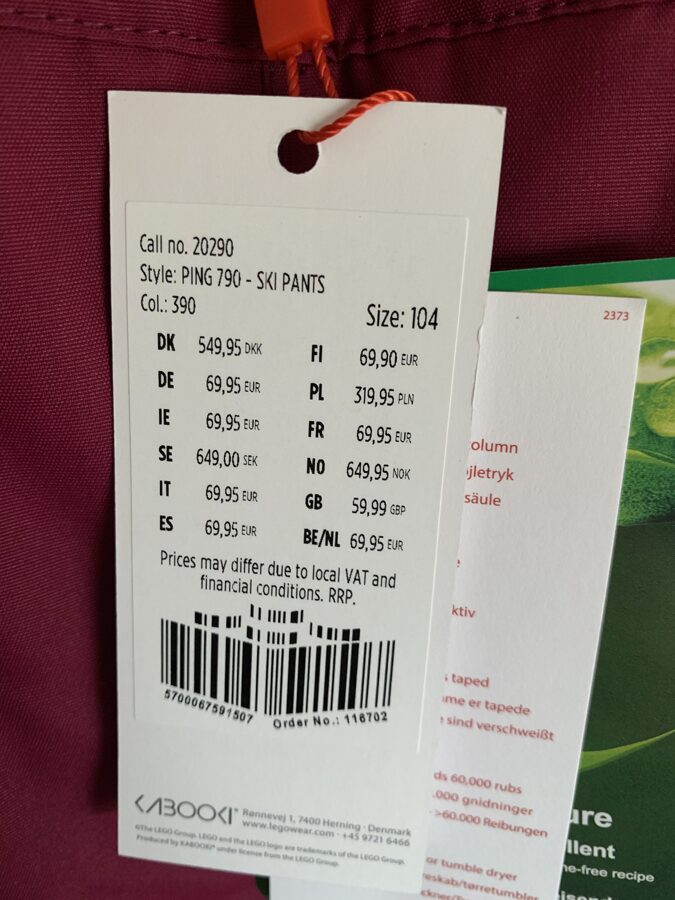 Call no. 20290
Style: PING 790 - SKI PANTS
Col.: 390
Size: 104
DK 549,95 DKK
FI 69,90 EUR
DE 69,95 EUR
PL 319,95 PLN
IE 69,95 EUR
FR 69,95 EUR
SE 649,00 SEK
NO 649,95 NOK
IT 69,95 EUR
GB 59,99 GBP
ES 69,95 EUR
BE/NL 69,95 EUR
Prices may differ due to local VAT and
financial conditions. RRP.
5700067591507
Order No.: 116702
KABOOKI®
Rønnevej 1, 7400 Herning · Denmark
www.legowear.com · +45 9721 6466
©The LEGO Group. LEGO and the LEGO logo are trademarks of the LEGO Group.
Produced by KABOOKI® under license from the LEGO Group.
2373
olumn
jletryk
säule
ktiv
taped
me er tapede
sind verschweißt
ds 60,000 rubs
.000 gnidninger
>60.000 Reibungen
or tumble dryer
reskab/tørretumbler
ckner/
ure
llent
ne-free recipe